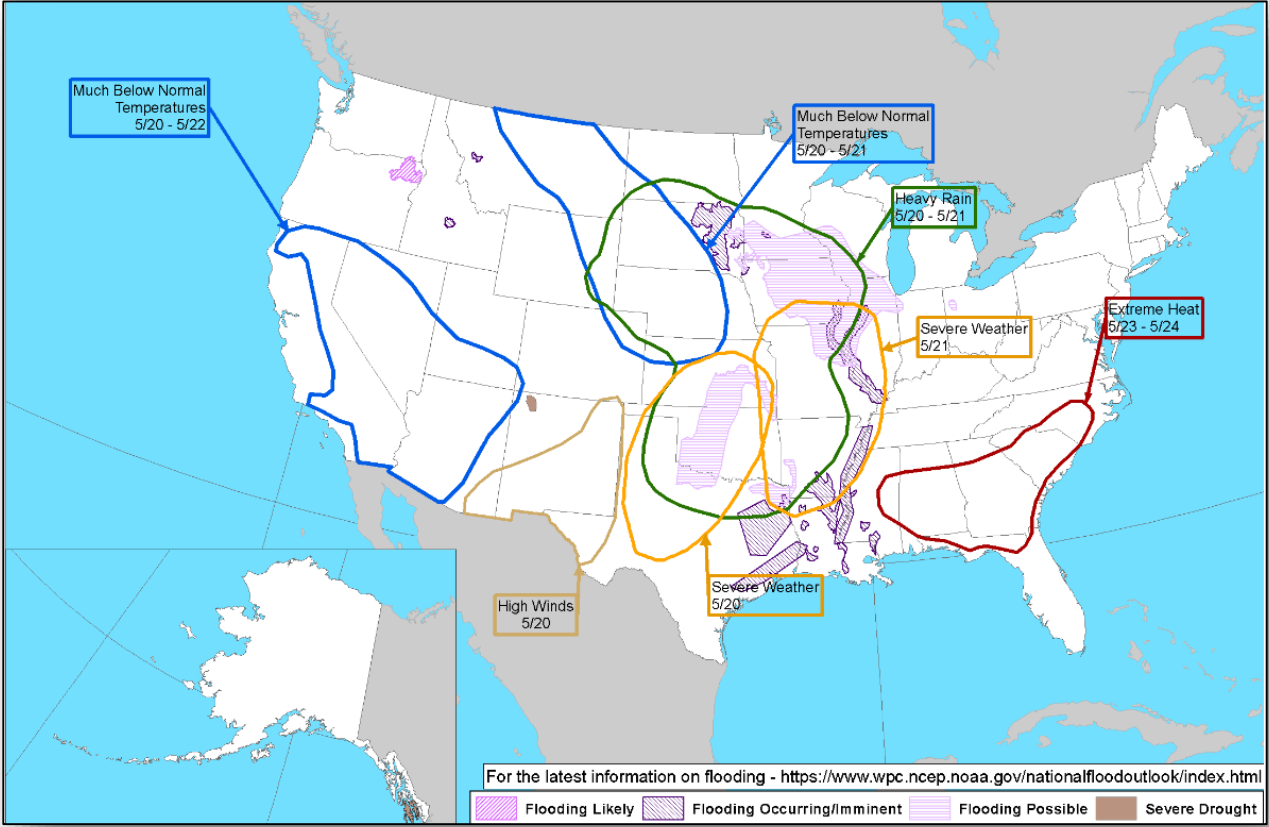 Much Below Normal
Temperatures
5/20 - 5/22
Much Below Normal
Temperatures
5/20 - 5/21
Heavy Rain
5/20 - 5/21
Extreme Heat
5/23 - 5/24
Severe Weather
5/21
Severe Weather
5/20
High Winds
5/20
For the latest information on flooding - https://www.wpc.ncep.noaa.gov/nationalfloodoutlook/index.html
Flooding Likely Flooding Occurring/Imminent Flooding Possible Severe Drought